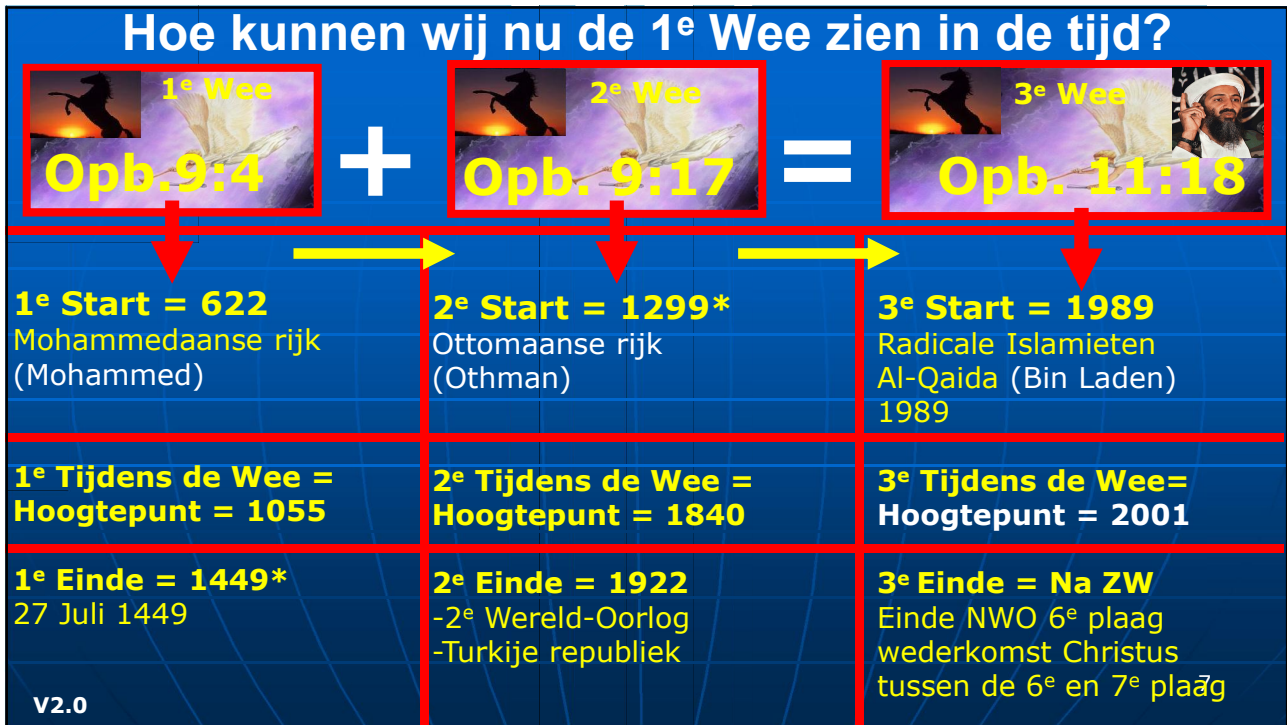 Hoe kunnen wij nu de 1e Wee zien in de tijd?
1e Wee
Opb.9:4
+
2e Wee
Opb. 9:17
=
3e Wee
Opb. 11:18
1e Start = 622
Mohammedaanse rijk
(Mohammed)
2e Start = 1299*
Ottomaanse rijk
(Othman)
3e Start = 1989
Radicale Islamieten
Al-Qaida (Bin Laden)
1989
1e Tijdens de Wee =
Hoogtepunt = 1055
2e Tijdens de Wee =
Hoogtepunt = 1840
3e Tijdens de Wee=
Hoogtepunt = 2001
1e Einde = 1449*
27 Juli 1449
2e Einde = 1922
-2e Wereld-Oorlog
-Turkije republiek
3e Einde = Na ZW
Einde NWO 6e plaag
wederkomst Christus
tussen de 6e en 7e plaag
7
V2.0